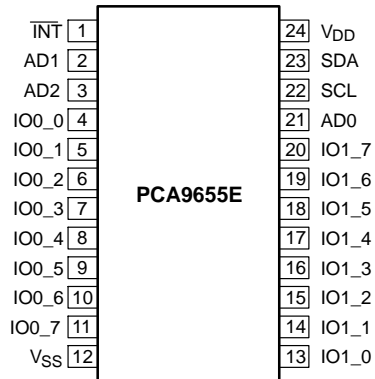 INT 1 24 VDD
AD1 2 23 SDA
AD2 3 22 SCL
IO0_0 4 21 AD0
IO0_1 5 20 IO1_7
IO0_2 6 19 IO1_6
PCA9655E
IO0_3 7 18 IO1_5
IO0_4 8 17 IO1_4
IO0_5 9 16 IO1_3
IO0_6 10 15 IO1_2
IO0_7 11 14 IO1_1
VSS 12 13 IO1_0